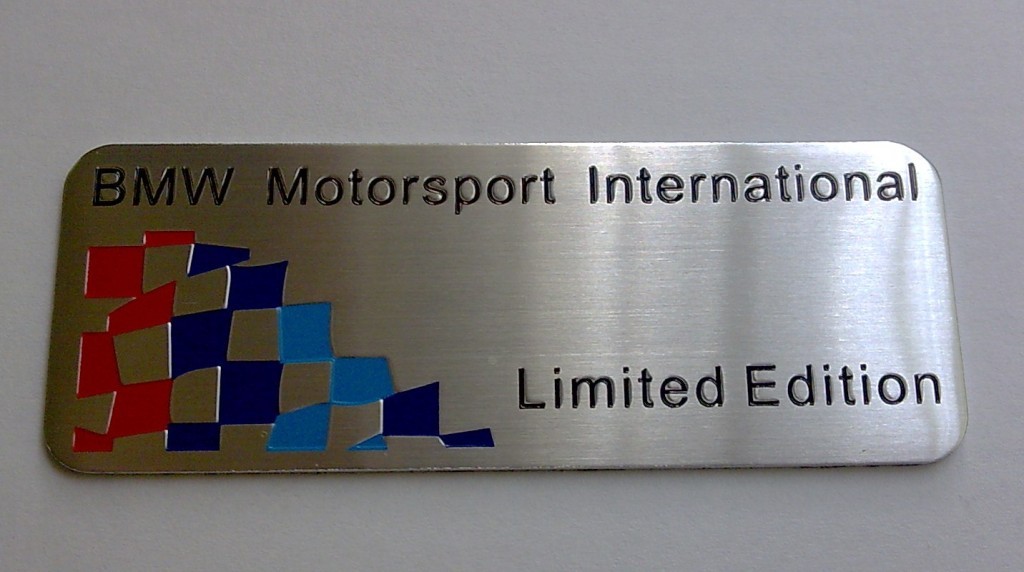 BMW Motorsport International
Limited Edition